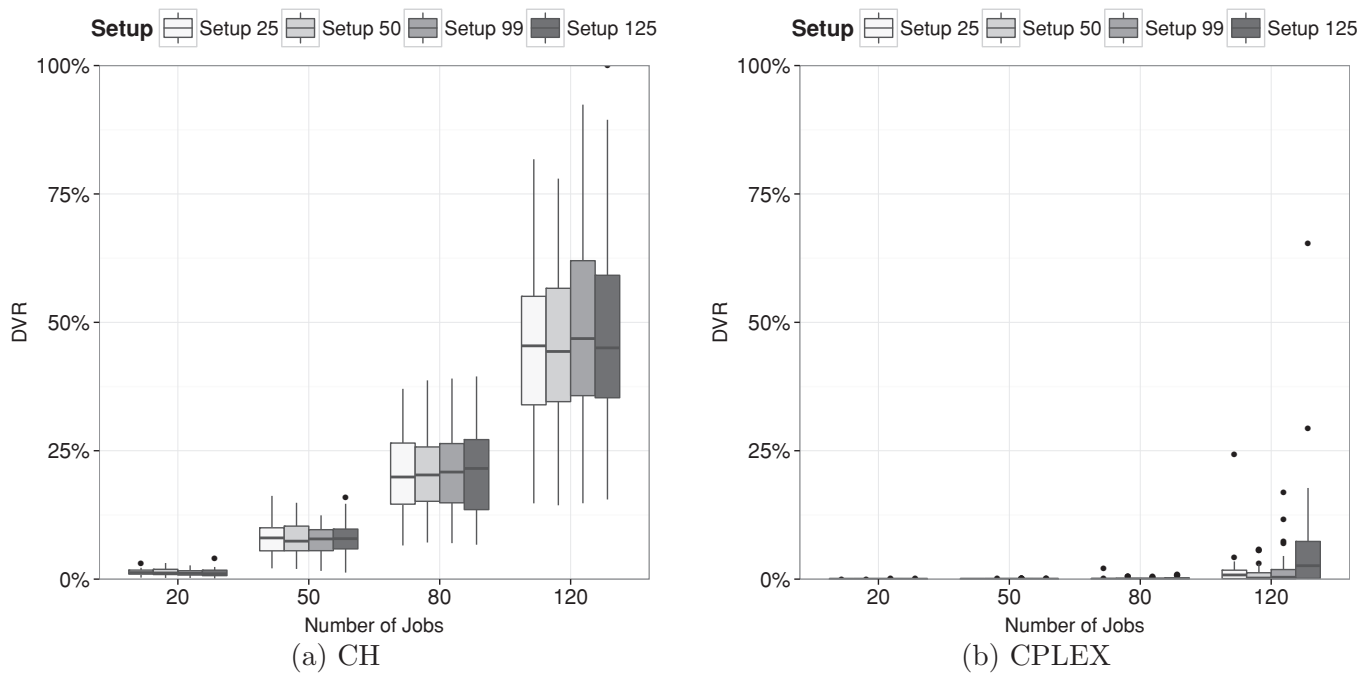 Setup Setup 25 Setup 50 Setup 99 Setup 125
100%
75%
50%
25%
0%
DVR
20 50 80 120
Number of Jobs
(a) CH
Setup Setup 25 Setup 50 Setup 99 Setup 125
100%
75%
50%
25%
0%
DVR
20 50 80 120
Number of Jobs
(b) CPLEX